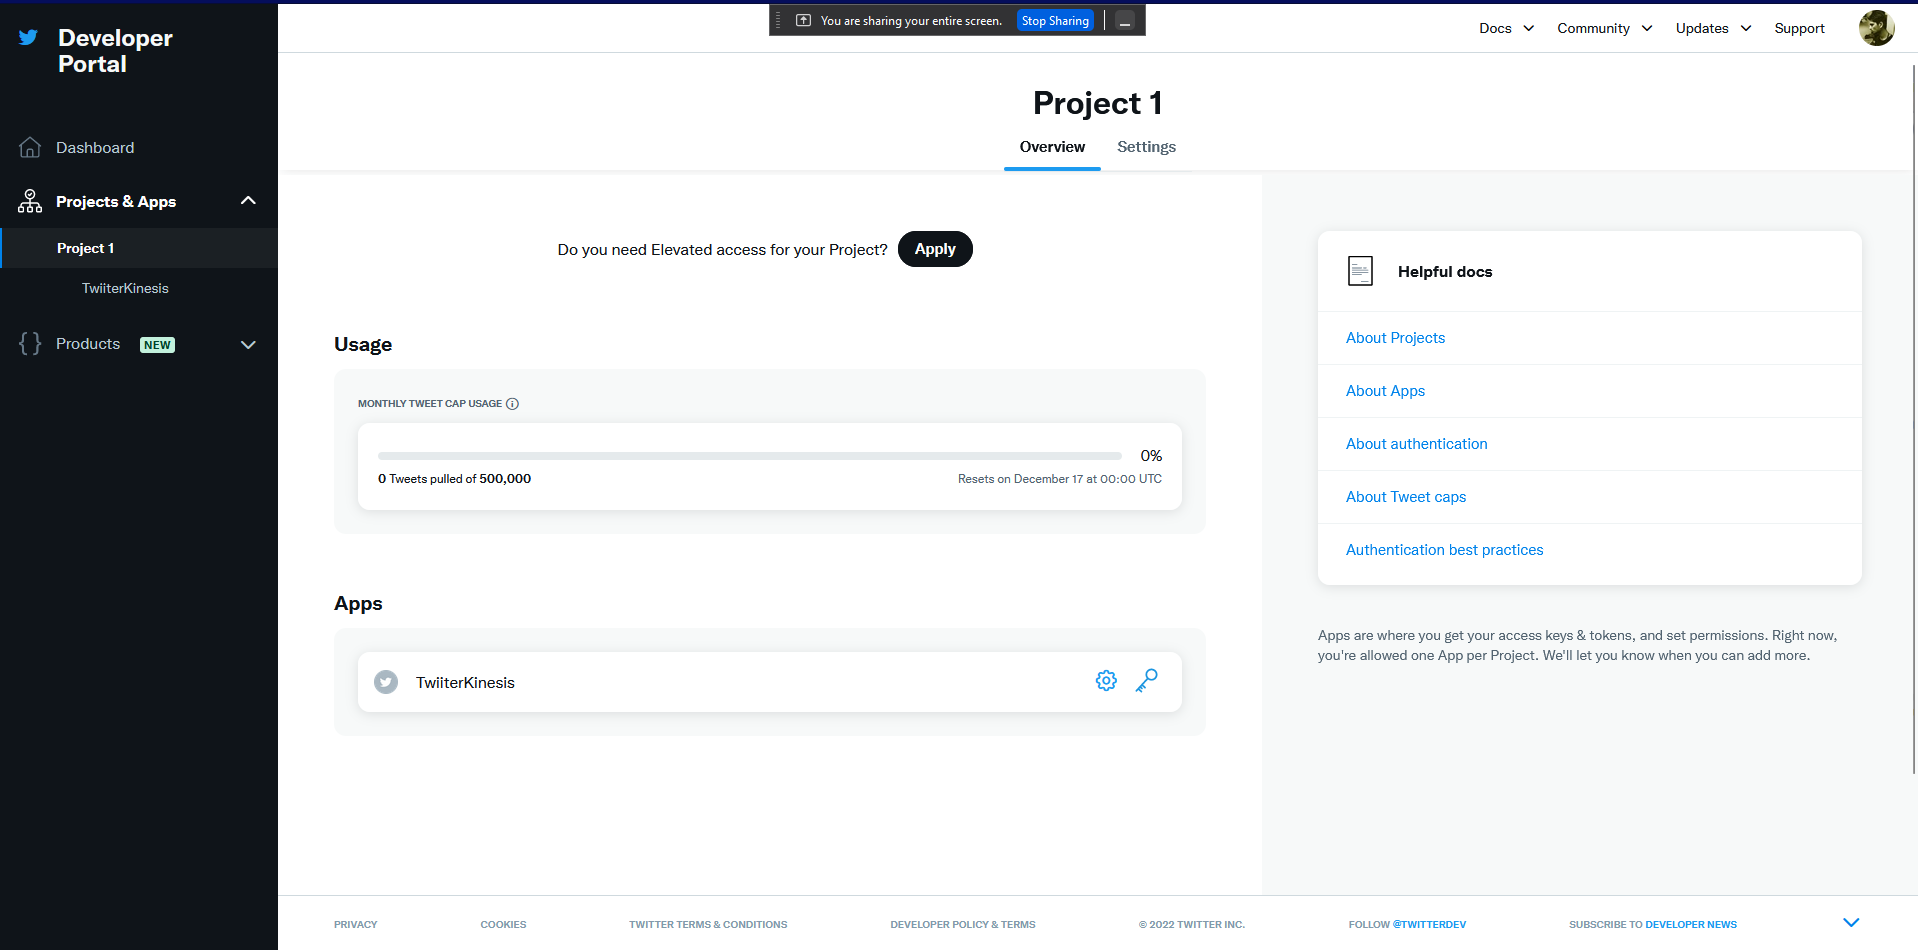 You are sharing your entire screen. Stop Sharing
Developer
Portal
Docs Community Updates Support
Dashboard
Projects & Apps
Project 1
TwiiterKinesis
Products NEW
Project 1
Overview Settings
Do you need Elevated access for your Project? Apply
Usage
MONTHLY TWEET CAP USAGE
0%
0 Tweets pulled of 500,000 Resets on December 17 at 00:00 UTC
Apps
TwiiterKinesis
Helpful docs
About Projects
About Apps
About authentication
About Tweet caps
Authentication best practices
Apps are where you get your access keys & tokens, and set permissions. Right now,
you're allowed one App per Project. We'll let you know when you can add more.
PRIVACY COOKIES TWITTER TERMS & CONDITIONS DEVELOPER POLICY & TERMS © 2022 TWITTER INC. FOLLOW @TWITTERDEV SUBSCRIBE TO DEVELOPER NEWS